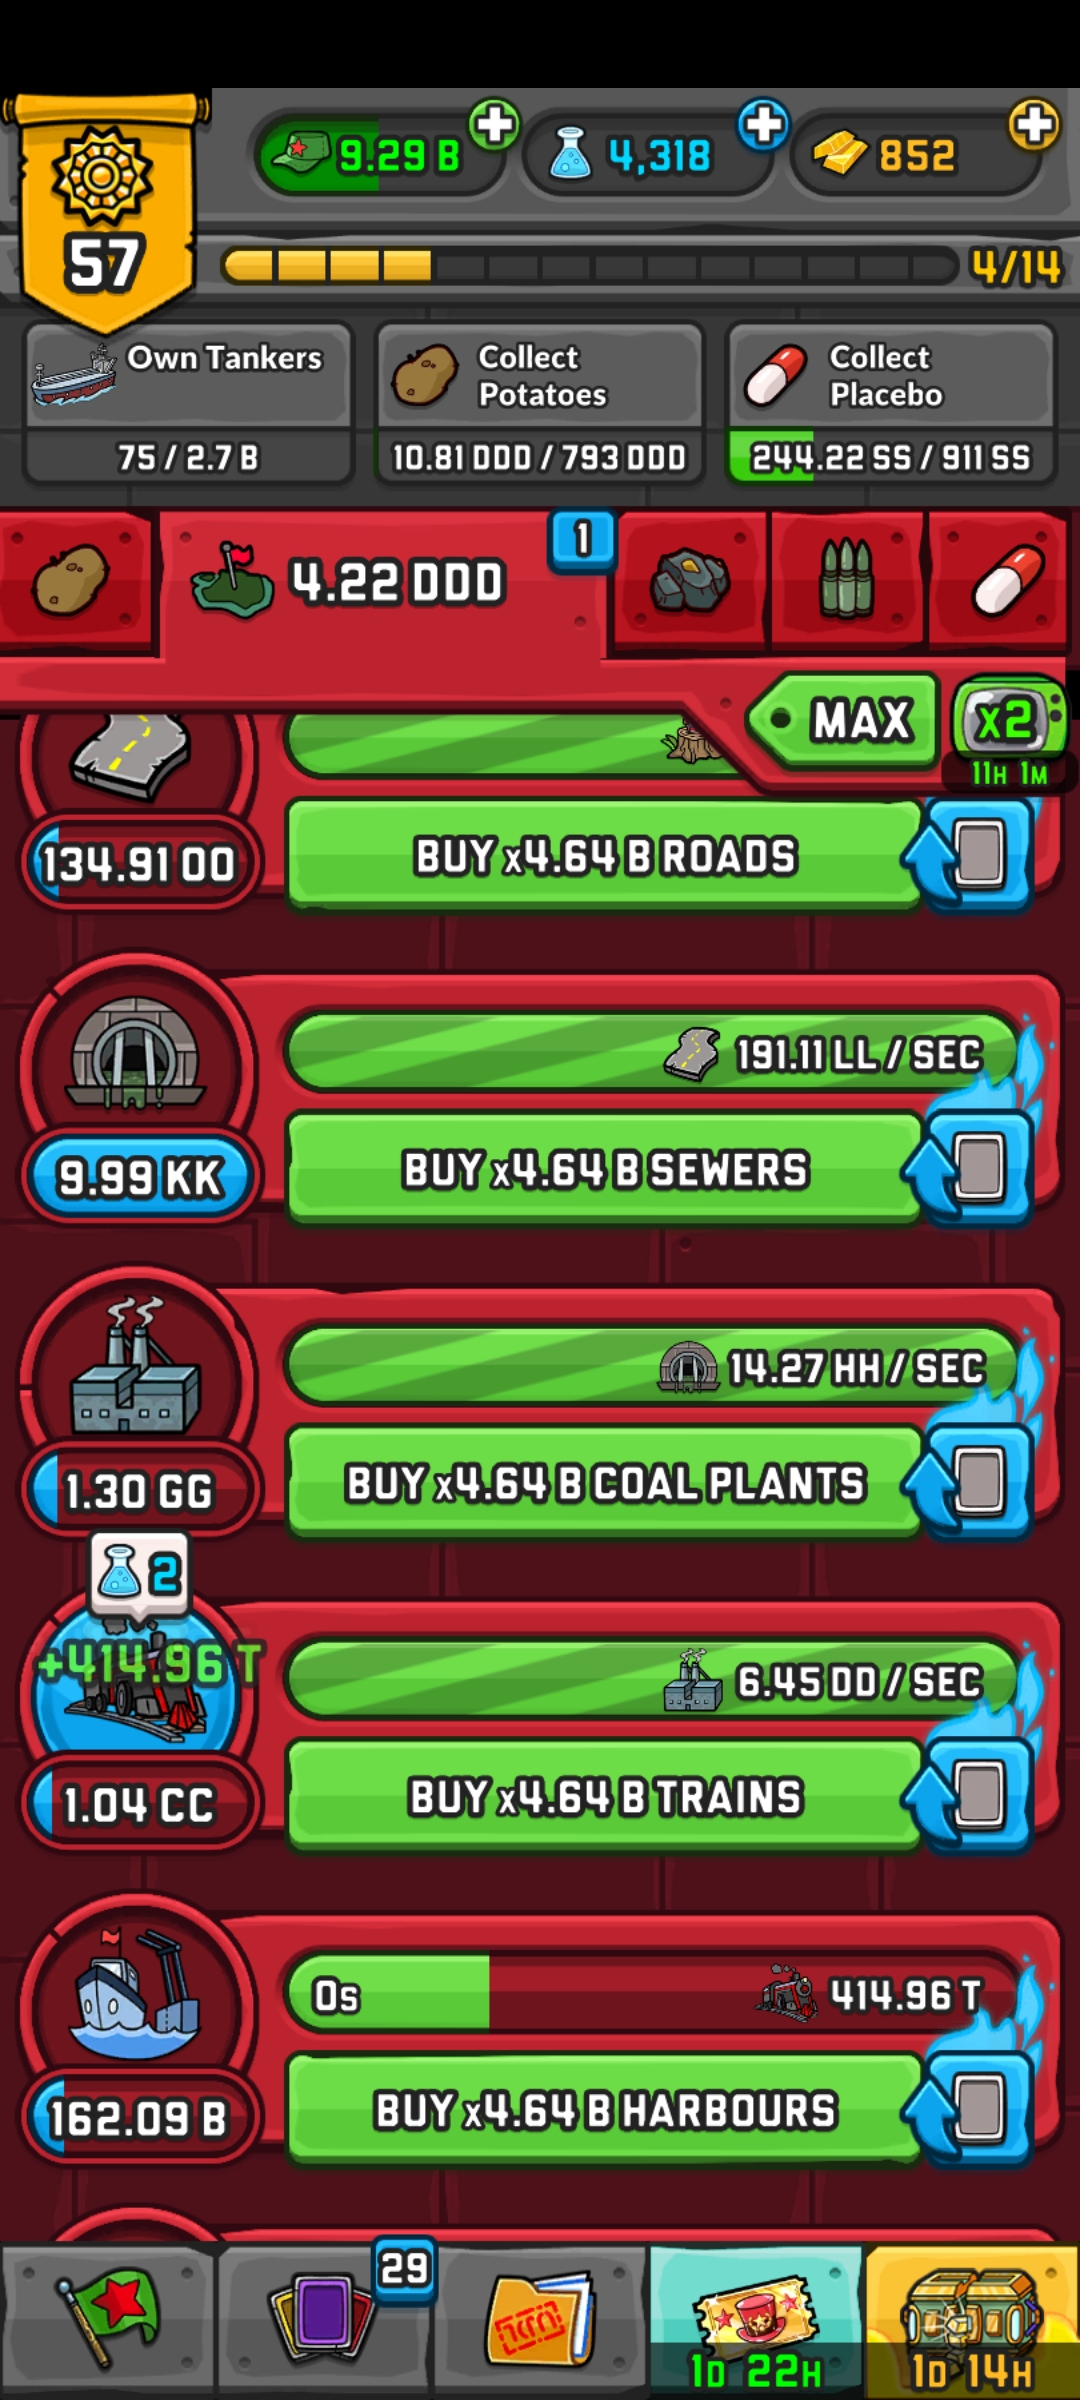 9.29 B
4,318
852
57
4/14
Own Tankers
75 / 2.7 B
Collect
Potatoes
10.81 DDD / 793 DDD
Collect
Placebo
244.22 SS / 911 SS
4.22 DDD
1
MAX
x2
11H 1M
134.91 OO
BUY x4.64 B ROADS
191.11 LL / SEC
9.99 KK
BUY x4.64 B SEWERS
14.27 HH / SEC
1.30 GG
BUY x4.64 B COAL PLANTS
2
+414.96 T
6.45 DD / SEC
1.04 CC
BUY x4.64 B TRAINS
0s
414.96 T
162.09 B
BUY x4.64 B HARBOURS
29
1D 22H
1D 14H